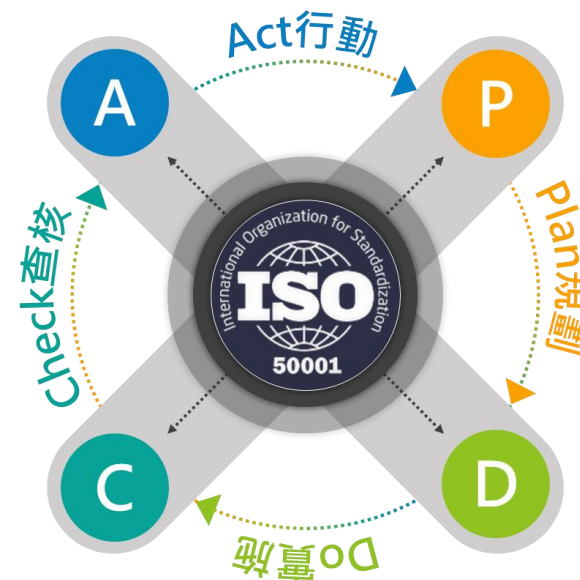 Act行動
A
P
Plan規劃
International Organization for Standardization
ISO
50001
Check查核
C
D
Do實施